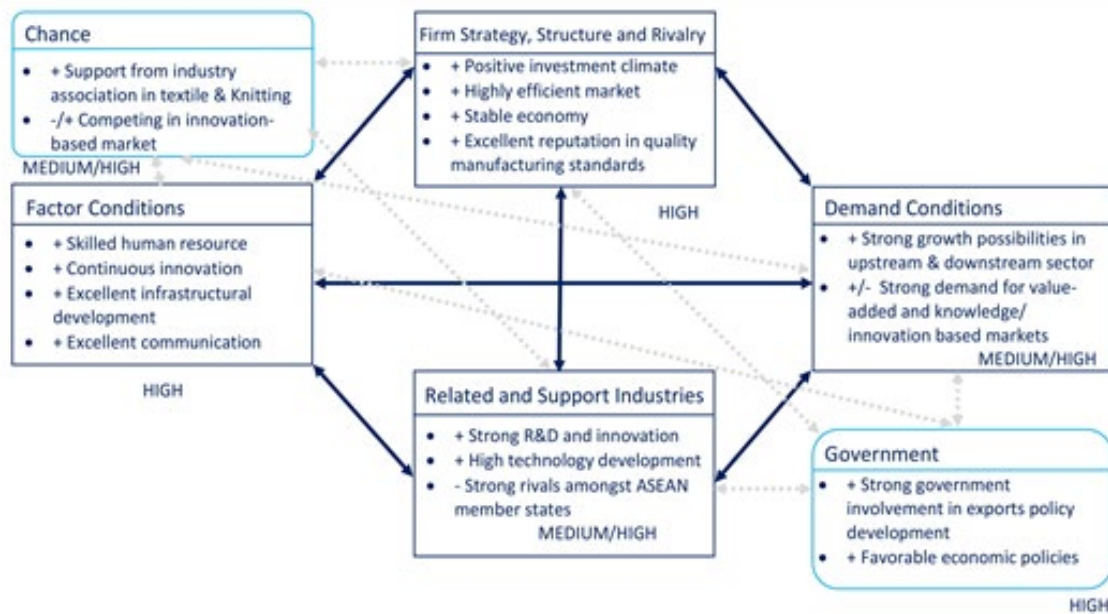 Chance
• + Support from industry
association in textile & Knitting
• -/+ Competing in innovation-
based market
MEDIUM/HIGH
Firm Strategy, Structure and Rivalry
• + Positive investment climate
• + Highly efficient market
• + Stable economy
• + Excellent reputation in quality
manufacturing standards
HIGH
Factor Conditions
• + Skilled human resource
• + Continuous innovation
• + Excellent infrastructural
development
• + Excellent communication
HIGH
Demand Conditions
• + Strong growth possibilities in
upstream & downstream sector
• +/- Strong demand for value-
added and knowledge/
innovation based markets
MEDIUM/HIGH
Related and Support Industries
• + Strong R&D and innovation
• + High technology development
• - Strong rivals amongst ASEAN
member states
MEDIUM/HIGH
Government
• + Strong government
involvement in exports policy
development
• + Favorable economic policies
HIGH